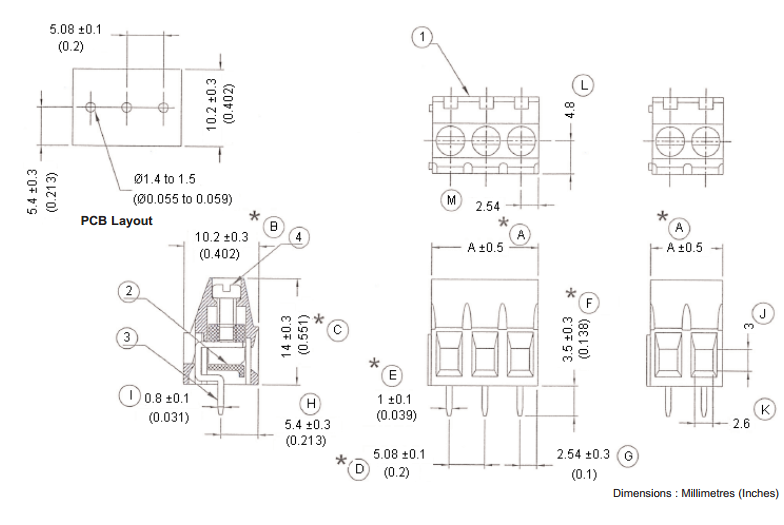 5.08 ±0.1
(0.2)
10.2 ±0.3
(0.402)
5.4 ±0.3
(0.213)
Ø1.4 to 1.5
(Ø0.055 to 0.059)
PCB Layout
1
L
4.8
M
2.54
* B
10.2 ±0.3
(0.402)
4
2
3
14 ±0.3
(0.551)
* C
I
0.8 ±0.1
(0.031)
H
5.4 ±0.3
(0.213)
* A
A ±0.5
* A
A ±0.5
* F
3.5 ±0.3
(0.138)
J
3
* E
1 ±0.1
(0.039)
K
2.6
* D
5.08 ±0.1
(0.2)
2.54 ±0.3
(0.1)
G
Dimensions : Millimetres (Inches)